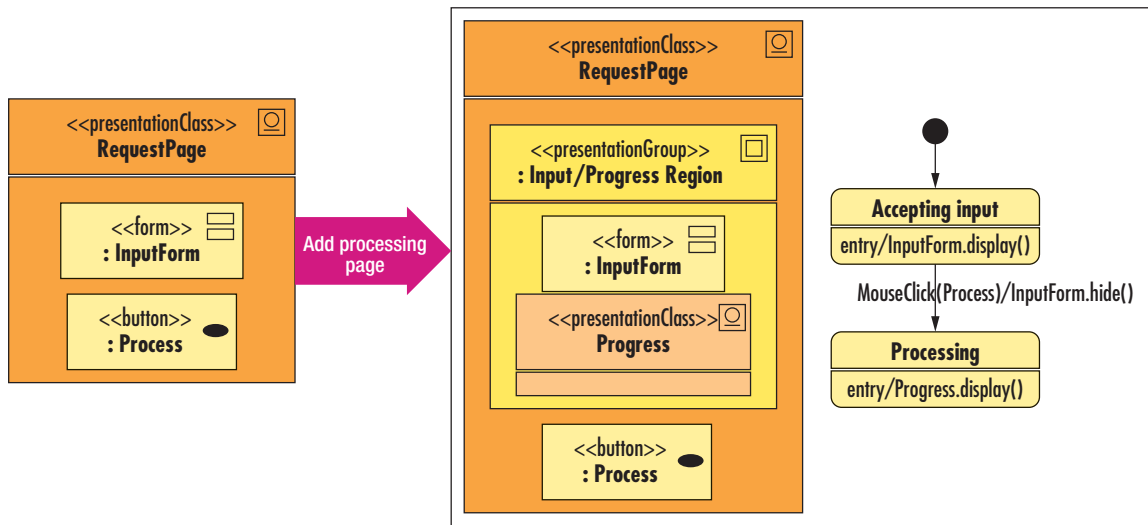 <<presentationClass>>
RequestPage
<<form>>
: InputForm
<<button>>
: Process
Add processing
page
<<presentationClass>>
RequestPage
<<presentationGroup>>
: Input/Progress Region
<<form>>
: InputForm
<<presentationClass>>
Progress
<<button>>
: Process
Accepting input
entry/InputForm.display()
MouseClick(Process)/InputForm.hide()
Processing
entry/Progress.display()